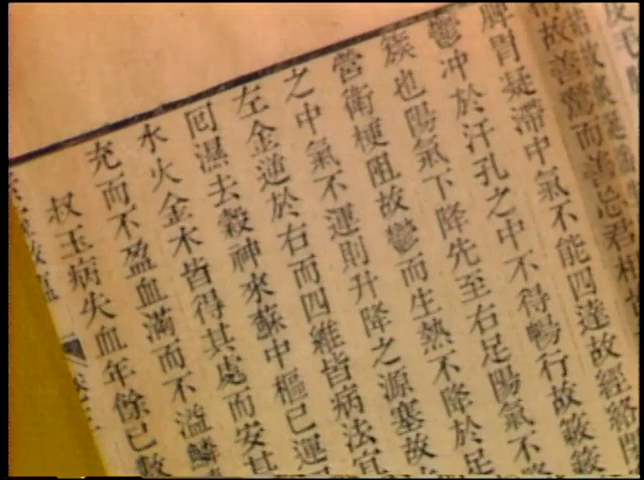 故善驚而善忘君相
脾胃凝滯中氣不能四達故經絡
鬱冲於汗孔之中不得暢行故簌簌
簇也陽氣下降先至右足陽氣不降
營衛梗阻故鬱而生熱不降於足
之中氣不運則升降之源塞故
左金逆於右而四維皆病法宜
回濕去穀神來蘇中樞已運
水火金木皆得其處而安其
充而不盈血滿而不溢
叔玉病失血年餘已數